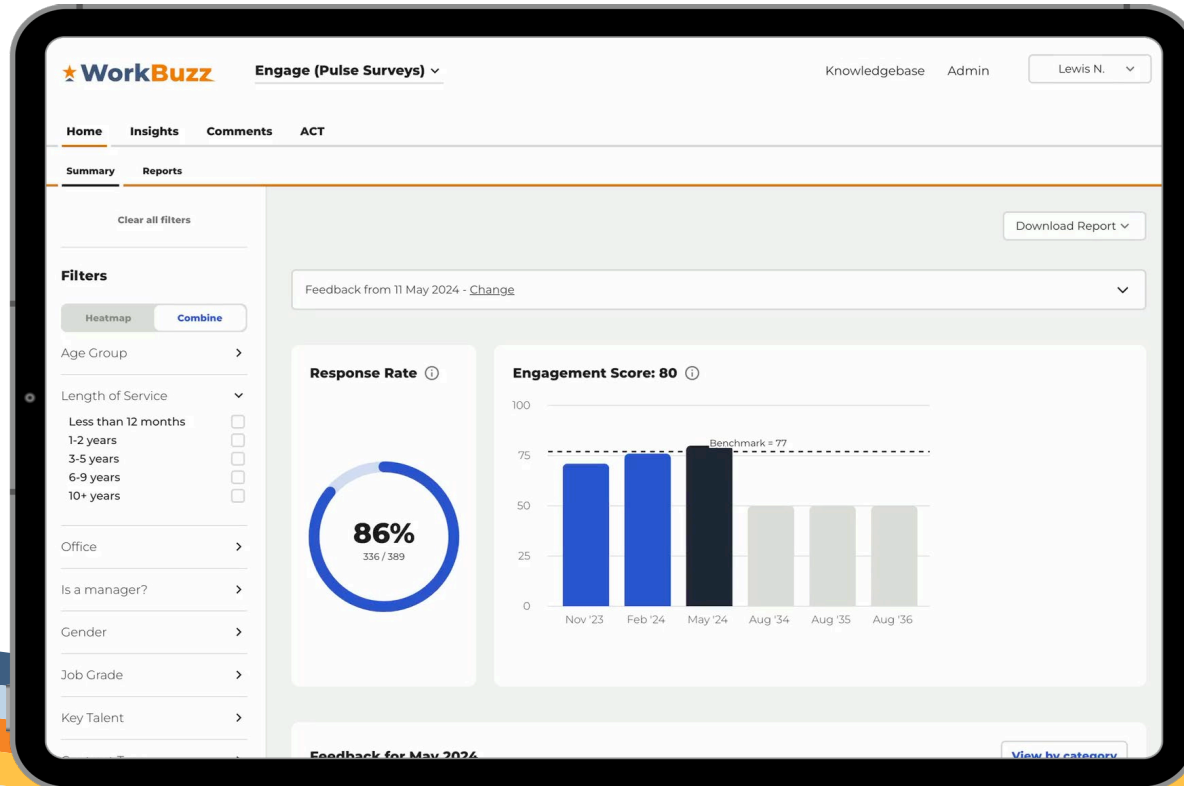 WorkBuzz
Engage (Pulse Surveys)
Knowledgebase Admin Lewis N.
Home Insights Comments ACT
Summary Reports
Clear all filters
Download Report
Filters
Feedback from 11 May 2024 - Change
Heatmap Combine
Age Group
Length of Service
Less than 12 months
1-2 years
3-5 years
6-9 years
10+ years
Office
Is a manager?
Gender
Job Grade
Key Talent
Response Rate
86%
336 / 389
Engagement Score: 80
100
Benchmark = 77
75
50
25
0
Nov '23 Feb '24 May '24 Aug '34 Aug '35 Aug '36
Feedback for May 2024
View by category